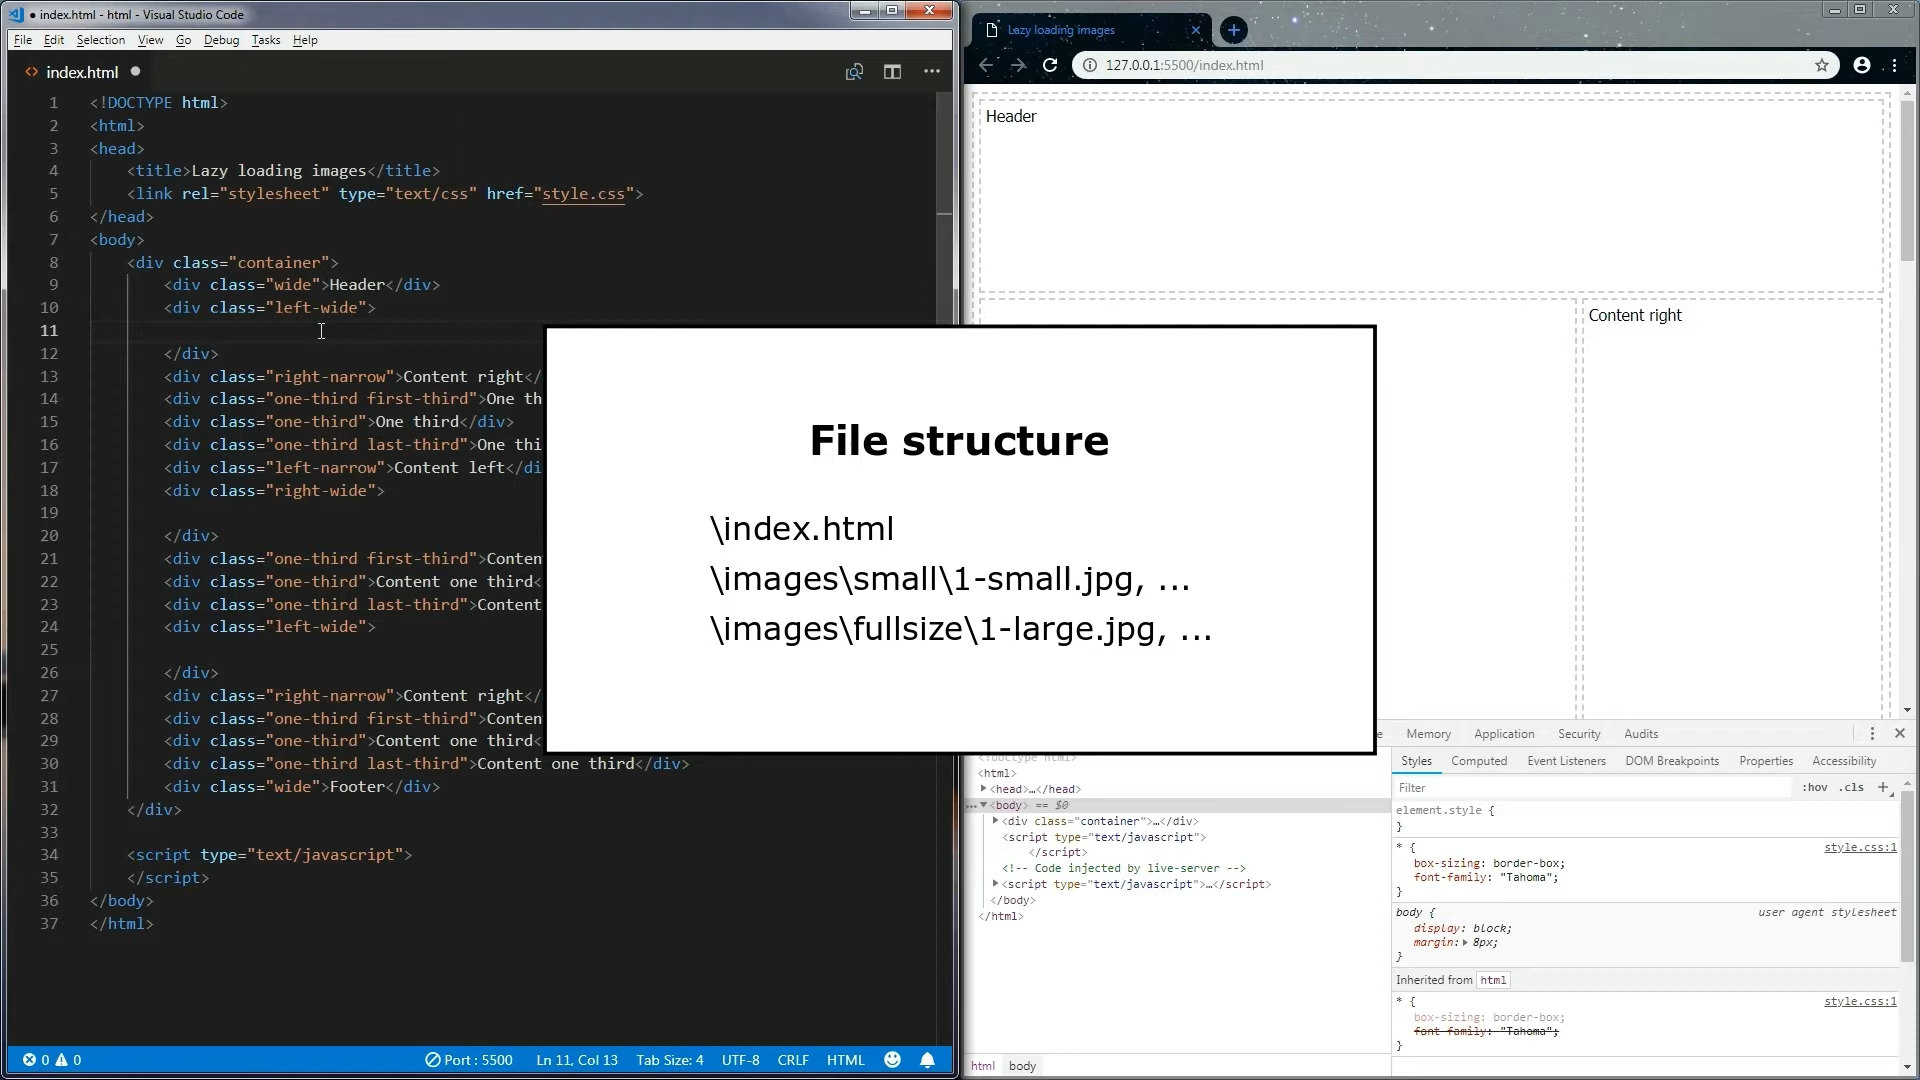 ● index.html - html - Visual Studio Code
File Edit Selection View Go Debug Tasks Help
<> index.html ●
1 <!DOCTYPE html>
2 <html>
3 <head>
4 <title>Lazy loading images</title>
5 <link rel="stylesheet" type="text/css" href="style.css">
6 </head>
7 <body>
8 <div class="container">
9 <div class="wide">Header</div>
10 <div class="left-wide">
11
12 </div>
13 <div class="right-narrow">Content right</
14 <div class="one-third first-third">One th
15 <div class="one-third">One third</div>
16 <div class="one-third last-third">One thi
17 <div class="left-narrow">Content left</di
18 <div class="right-wide">
19
20 </div>
21 <div class="one-third first-third">Conten
22 <div class="one-third">Content one third<
23 <div class="one-third last-third">Content
24 <div class="left-wide">
25
26 </div>
27 <div class="right-narrow">Content right</
28 <div class="one-third first-third">Conten
29 <div class="one-third">Content one third<
30 <div class="one-third last-third">Content one third</div>
31 <div class="wide">Footer</div>
32 </div>
33
34 <script type="text/javascript">
35 </script>
36 </body>
37 </html>
0 0 Port : 5500 Ln 11, Col 13 Tab Size: 4 UTF-8 CRLF HTML
File structure
\index.html
\images\small\1-small.jpg, ...
\images\fullsize\1-large.jpg, ...
Lazy loading images
127.0.0.1:5500/index.html
Header
Content right
e Memory Application Security Audits
<!doctype html>
<html>
<head>…</head>
… <body> == $0
<div class="container">…</div>
<script type="text/javascript">
</script>
<!-- Code injected by live-server -->
<script type="text/javascript">…</script>
</body>
</html>
html body
Styles Computed Event Listeners DOM Breakpoints Properties Accessibility
Filter :hov .cls +
element.style {
}
* { style.css:1
box-sizing: border-box;
font-family: "Tahoma";
}
body { user agent stylesheet
display: block;
margin: 8px;
}
Inherited from html
* { style.css:1
box-sizing: border-box;
font-family: "Tahoma";
}